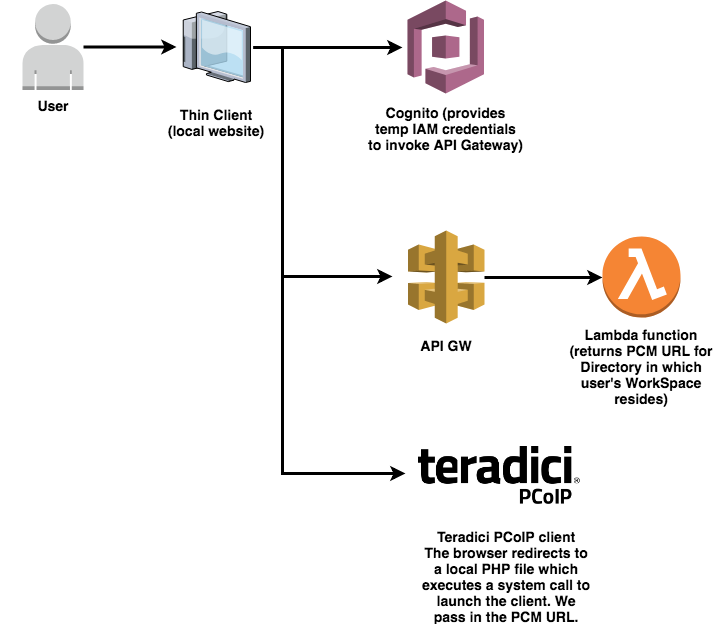 User
Thin Client
(local website)
Cognito (provides
temp IAM credentials
to invoke API Gateway)
API GW
Lambda function
(returns PCM URL for
Directory in which
user's WorkSpace
resides)
teradici®
PCoIP
Teradici PCoIP client
The browser redirects to
a local PHP file which
executes a system call to
launch the client. We
pass in the PCM URL.